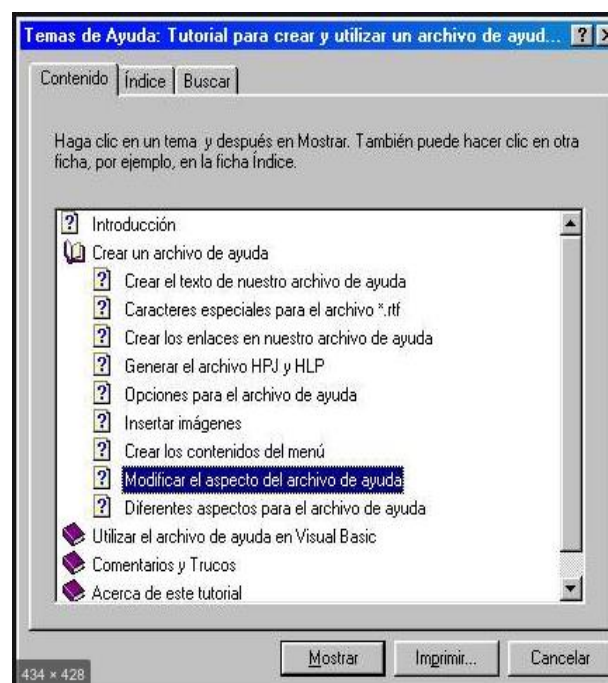 Temas de Ayuda: Tutorial para crear y utilizar un archivo de ayud...
Contenido Índice Buscar
Haga clic en un tema y después en Mostrar. También puede hacer clic en otra
ficha, por ejemplo, en la ficha Índice.
Introducción
Crear un archivo de ayuda
Crear el texto de nuestro archivo de ayuda
Caracteres especiales para el archivo *.rtf
Crear los enlaces en nuestro archivo de ayuda
Generar el archivo HPJ y HLP
Opciones para el archivo de ayuda
Insertar imágenes
Crear los contenidos del menú
Modificar el aspecto del archivo de ayuda
Diferentes aspectos para el archivo de ayuda
Utilizar el archivo de ayuda en Visual Basic
Comentarios y Trucos
Acerca de este tutorial
Mostrar Imprimir... Cancelar
434 × 428